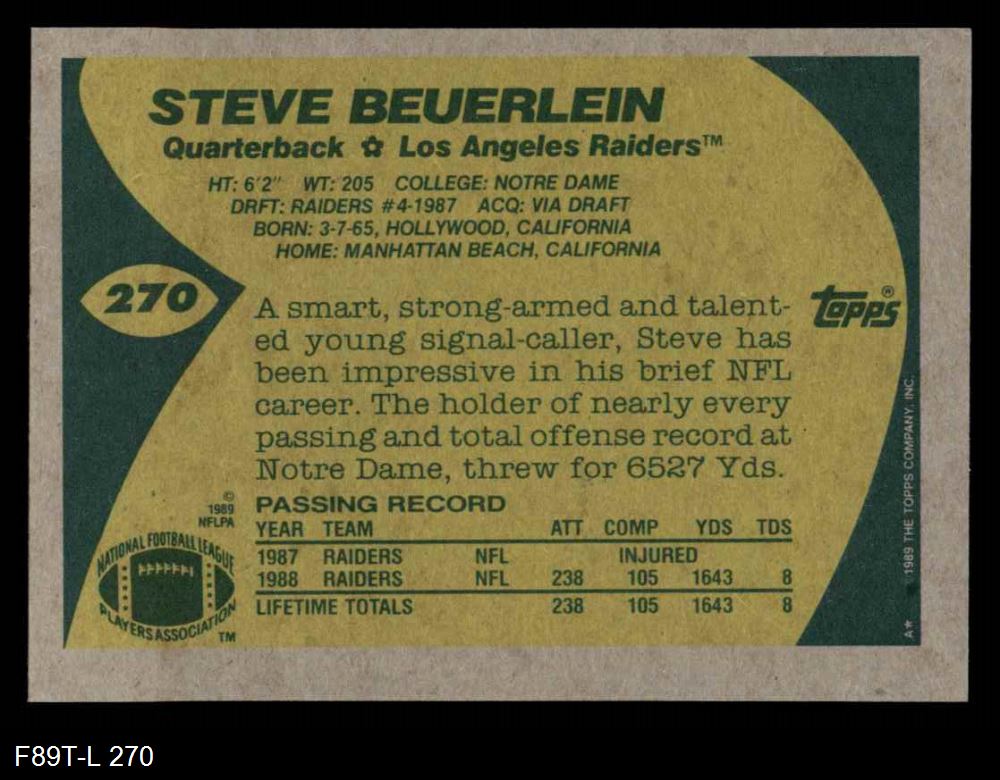 STEVE BEUERLEIN
Quarterback ✿ Los Angeles Raiders™
HT: 6'2" WT: 205 COLLEGE: NOTRE DAME
DRFT: RAIDERS #4-1987 ACQ: VIA DRAFT
BORN: 3-7-65, HOLLYWOOD, CALIFORNIA
HOME: MANHATTAN BEACH, CALIFORNIA
270
topps®
A smart, strong-armed and talent-
ed young signal-caller, Steve has
been impressive in his brief NFL
career. The holder of nearly every
passing and total offense record at
Notre Dame, threw for 6527 Yds.
PASSING RECORD
YEAR TEAM ATT COMP YDS TDS
1987 RAIDERS NFL INJURED
1988 RAIDERS NFL 238 105 1643 8
LIFETIME TOTALS 238 105 1643 8
©
1989
NFLPA
NATIONAL FOOTBALL LEAGUE
PLAYERS ASSOCIATION
TM
A* © 1989 THE TOPPS COMPANY, INC.
F89T-L 270